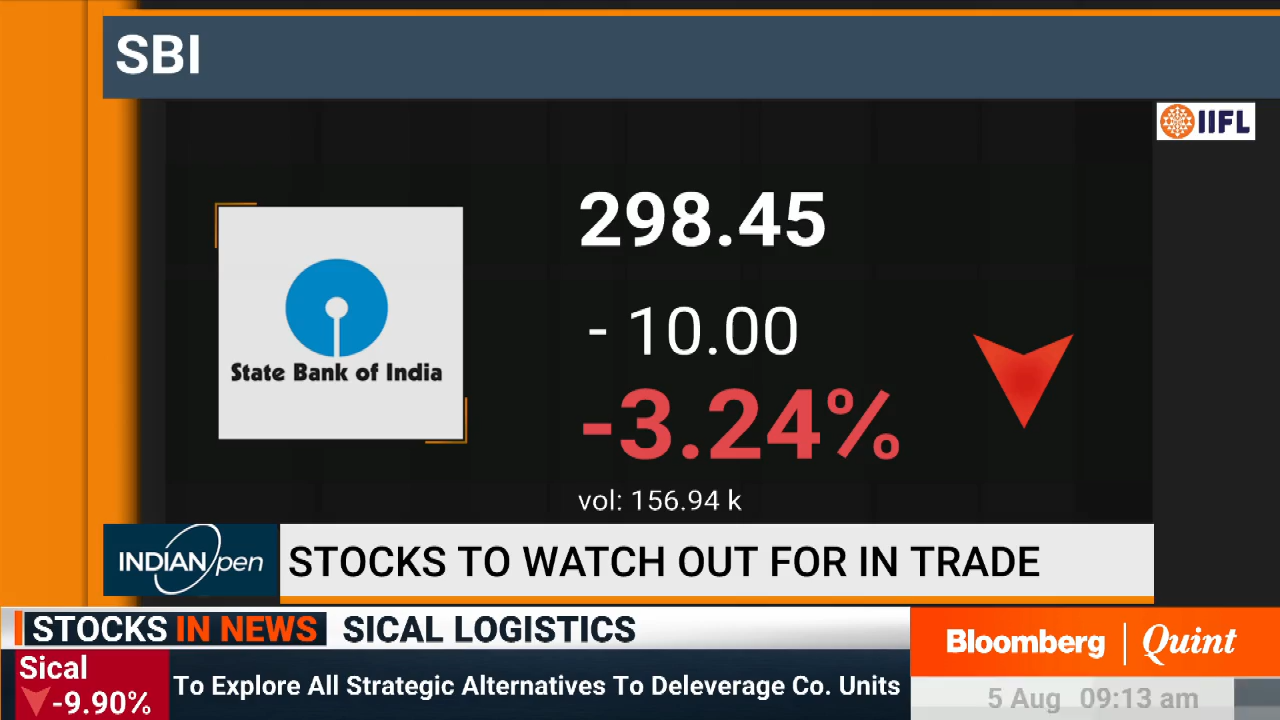 SBI
IIFL
298.45
- 10.00
-3.24%
State Bank of India
vol: 156.94 k
INDIAN Open
STOCKS TO WATCH OUT FOR IN TRADE
STOCKS IN NEWS SICAL LOGISTICS
Sical
-9.90%
To Explore All Strategic Alternatives To Deleverage Co. Units
Bloomberg | Quint
5 Aug 09:13 am